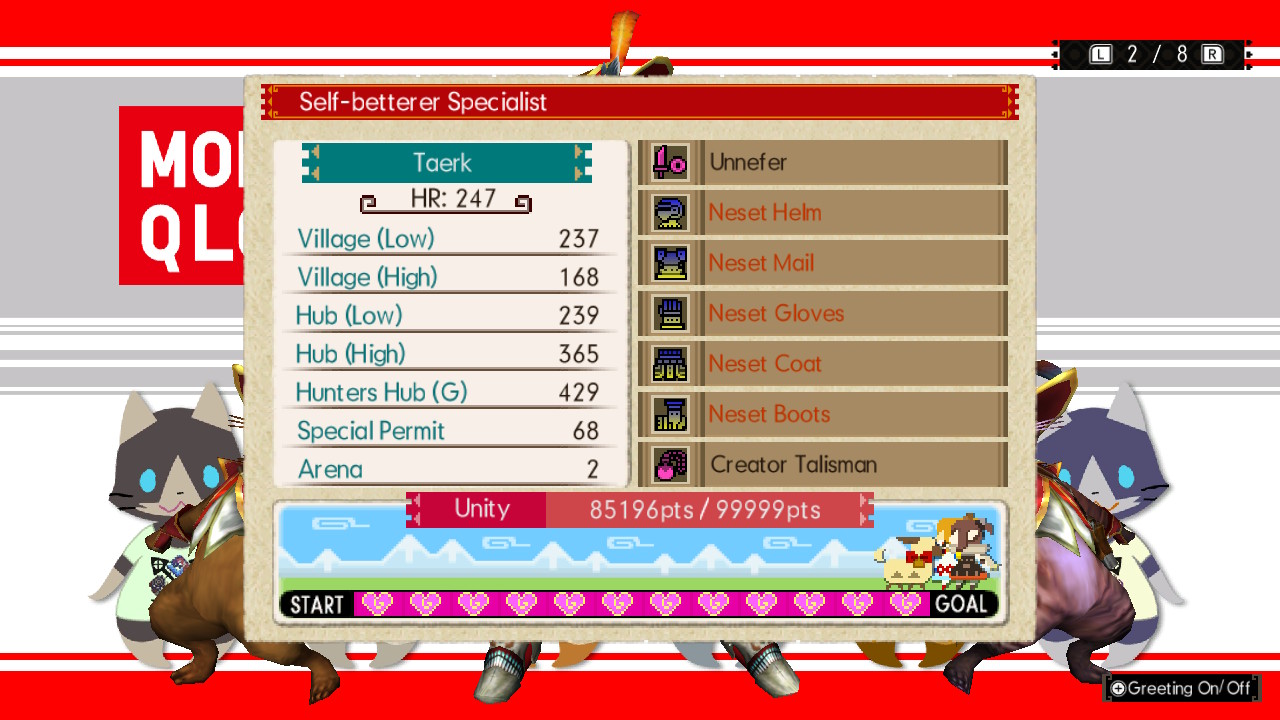 L 2 / 8 R
Self-betterer Specialist
MO
QL
Taerk
HR: 247
Village (Low) 237
Village (High) 168
Hub (Low) 239
Hub (High) 365
Hunters Hub (G) 429
Special Permit 68
Arena 2
Unnefer
Neset Helm
Neset Mail
Neset Gloves
Neset Coat
Neset Boots
Creator Talisman
Unity 85196pts / 99999pts
START GOAL
Greeting On/Off